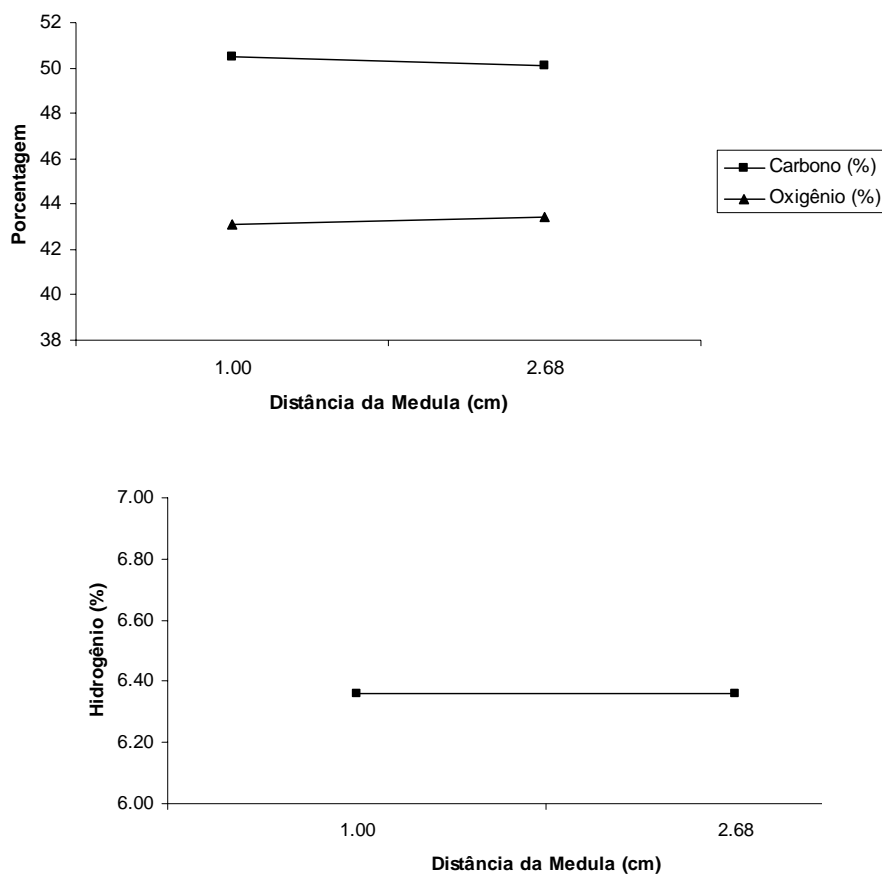 52
50
48
46
44
42
40
38
Porcentagem
1.00 2.68
Distância da Medula (cm)
Carbono (%)
Oxigênio (%)
7.00
6.80
6.60
6.40
6.20
6.00
Hidrogênio (%)
1.00 2.68
Distância da Medula (cm)